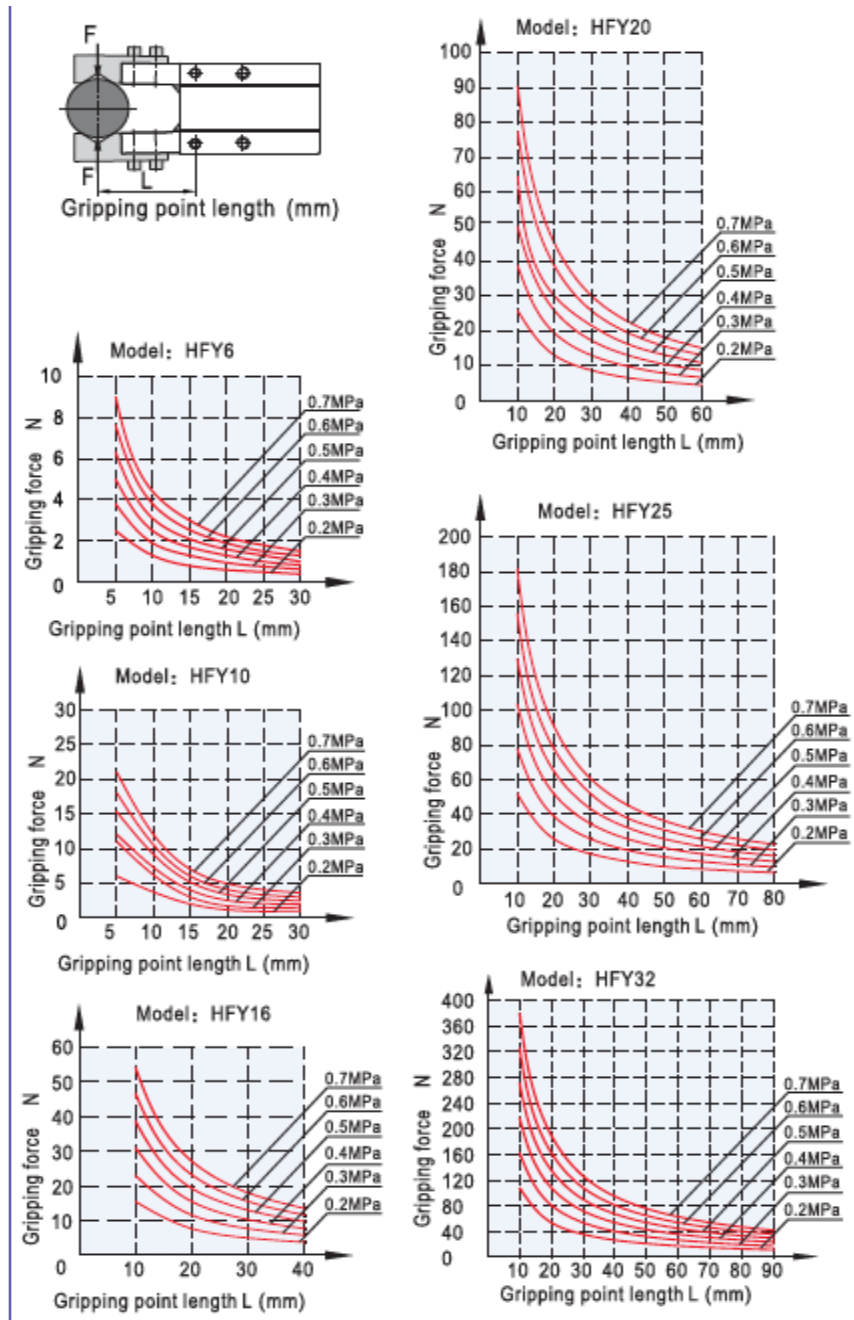 F
F
L
Gripping point length (mm)
Model: HFY6
Gripping force N
10
8
6
4
2
0
5 10 15 20 25 30
0.7MPa
0.6MPa
0.5MPa
0.4MPa
0.3MPa
0.2MPa
Gripping point length L (mm)
Model: HFY10
Gripping force N
30
25
20
15
10
5
0
5 10 15 20 25 30
0.7MPa
0.6MPa
0.5MPa
0.4MPa
0.3MPa
0.2MPa
Gripping point length L (mm)
Model: HFY16
Gripping force N
60
50
40
30
20
10
0
10 20 30 40
0.7MPa
0.6MPa
0.5MPa
0.4MPa
0.3MPa
0.2MPa
Gripping point length L (mm)
Model: HFY20
Gripping force N
100
90
80
70
60
50
40
30
20
10
0
10 20 30 40 50 60
0.7MPa
0.6MPa
0.5MPa
0.4MPa
0.3MPa
0.2MPa
Gripping point length L (mm)
Model: HFY25
Gripping force N
200
180
160
140
120
100
80
60
40
20
0
10 20 30 40 50 60 70 80
0.7MPa
0.6MPa
0.5MPa
0.4MPa
0.3MPa
0.2MPa
Gripping point length L (mm)
Model: HFY32
Gripping force N
400
360
320
280
240
200
160
120
80
40
0
10 20 30 40 50 60 70 80 90
0.7MPa
0.6MPa
0.5MPa
0.4MPa
0.3MPa
0.2MPa
Gripping point length L (mm)